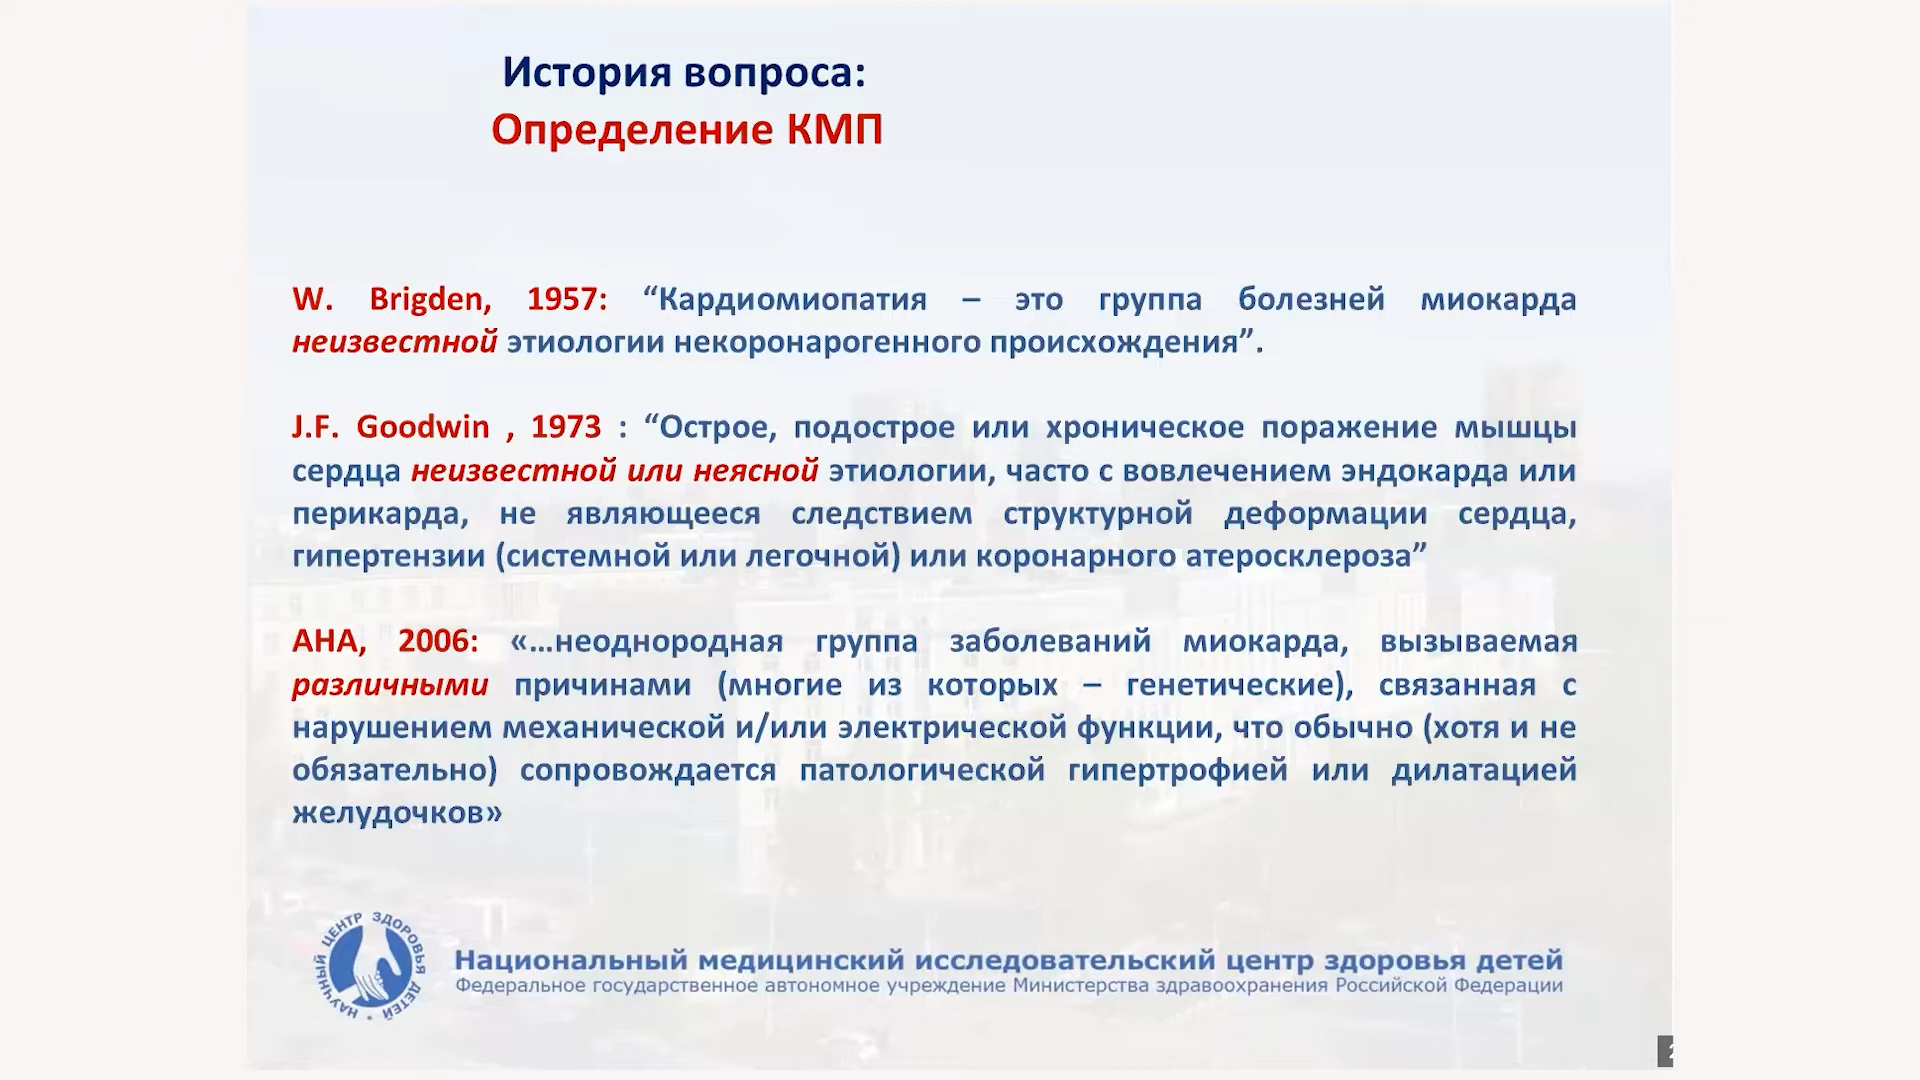 История вопроса:
Определение КМП
W. Brigden, 1957: “Кардиомиопатия – это группа болезней миокарда
неизвестной этиологии некоронарогенного происхождения”.
J.F. Goodwin , 1973 : “Острое, подострое или хроническое поражение мышцы
сердца неизвестной или неясной этиологии, часто с вовлечением эндокарда или
перикарда, не являющееся следствием структурной деформации сердца,
гипертензии (системной или легочной) или коронарного атеросклероза”
АНА, 2006: «…неоднородная группа заболеваний миокарда, вызываемая
различными причинами (многие из которых – генетические), связанная с
нарушением механической и/или электрической функции, что обычно (хотя и не
обязательно) сопровождается патологической гипертрофией или дилатацией
желудочков»
НАУЧНЫЙ ЦЕНТР ЗДОРОВЬЯ ДЕТЕЙ
Национальный медицинский исследовательский центр здоровья детей
Федеральное государственное автономное учреждение Министерства здравоохранения Российской Федерации